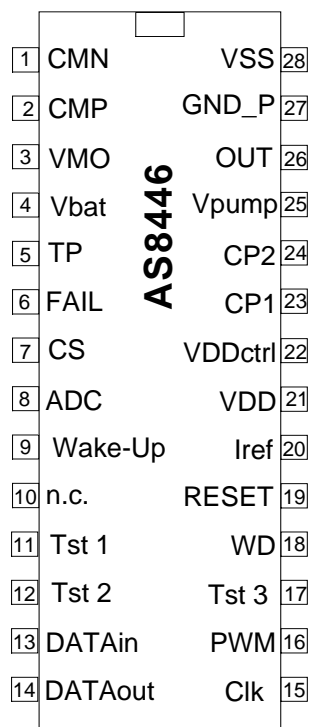 1 CMN VSS 28
2 CMP GND_P 27
3 VMO OUT 26
4 Vbat Vpump 25
5 TP CP2 24
6 FAIL CP1 23
7 CS VDDctrl 22
8 ADC VDD 21
9 Wake-Up Iref 20
10 n.c. RESET 19
11 Tst 1 WD 18
12 Tst 2 Tst 3 17
13 DATAin PWM 16
14 DATAout Clk 15
AS8446